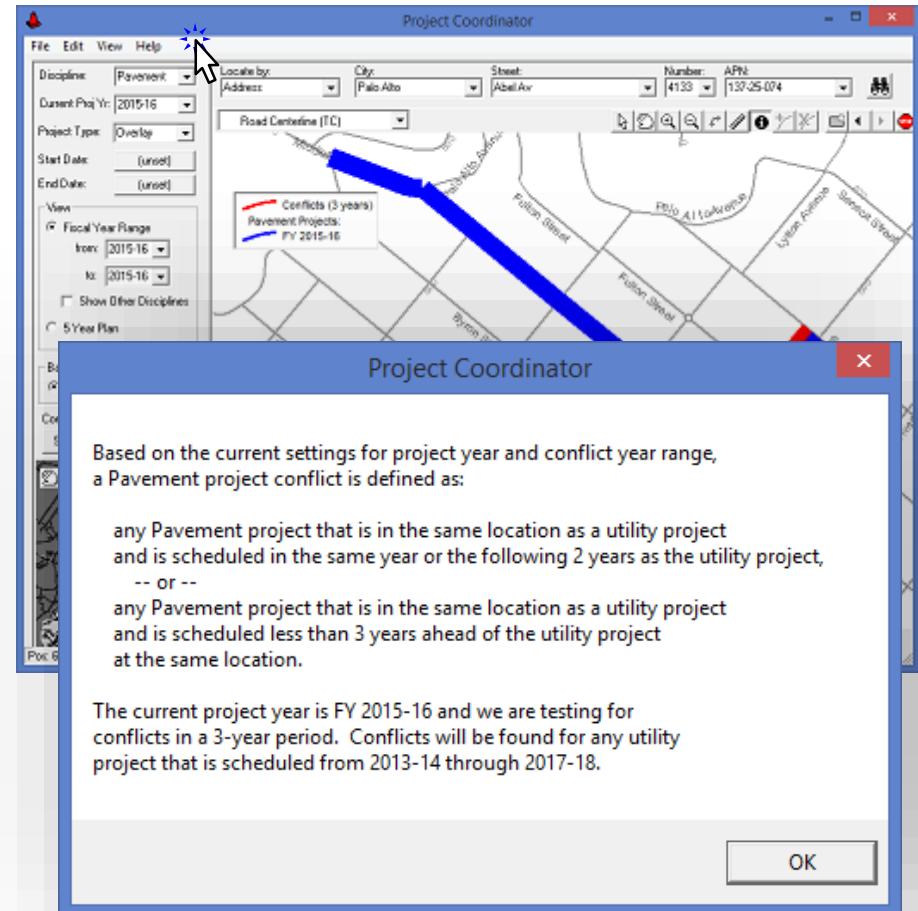 Project Coordinator
File Edit View Help
Discipline: Pavement
Current Proj Yr: 2015-16
Project Type: Overlay
Start Date: (unset)
End Date: (unset)
View
Fiscal Year Range
from: 2015-16
to: 2015-16
Show Other Disciplines
5 Year Plan
Locate by: City: Street: Number: APN:
Address Palo Alto Abel Av 4133 137-25-074
Road Centerline (TC)
Conflicts (3 years)
Pavement Projects:
FY 2015-16
Fulton Street
Palo Alto Avenue
Lytton Avenue
Seneca Street
Fulton Street
Byron
Project Coordinator
Based on the current settings for project year and conflict year range,
a Pavement project conflict is defined as:
any Pavement project that is in the same location as a utility project
and is scheduled in the same year or the following 2 years as the utility project,
-- or --
any Pavement project that is in the same location as a utility project
and is scheduled less than 3 years ahead of the utility project
at the same location.
The current project year is FY 2015-16 and we are testing for
conflicts in a 3-year period. Conflicts will be found for any utility
project that is scheduled from 2013-14 through 2017-18.
OK